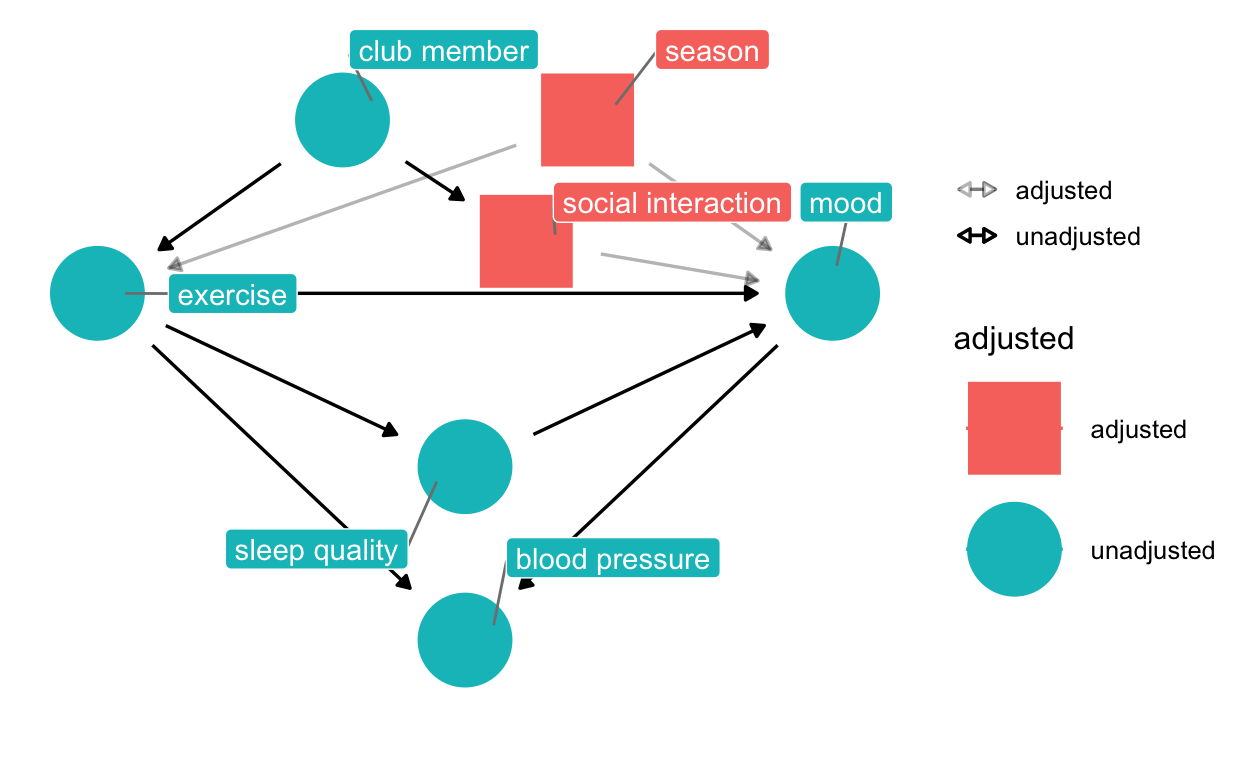 club member
season
social interaction
mood
exercise
sleep quality
blood pressure
adjusted
unadjusted
adjusted
adjusted
unadjusted